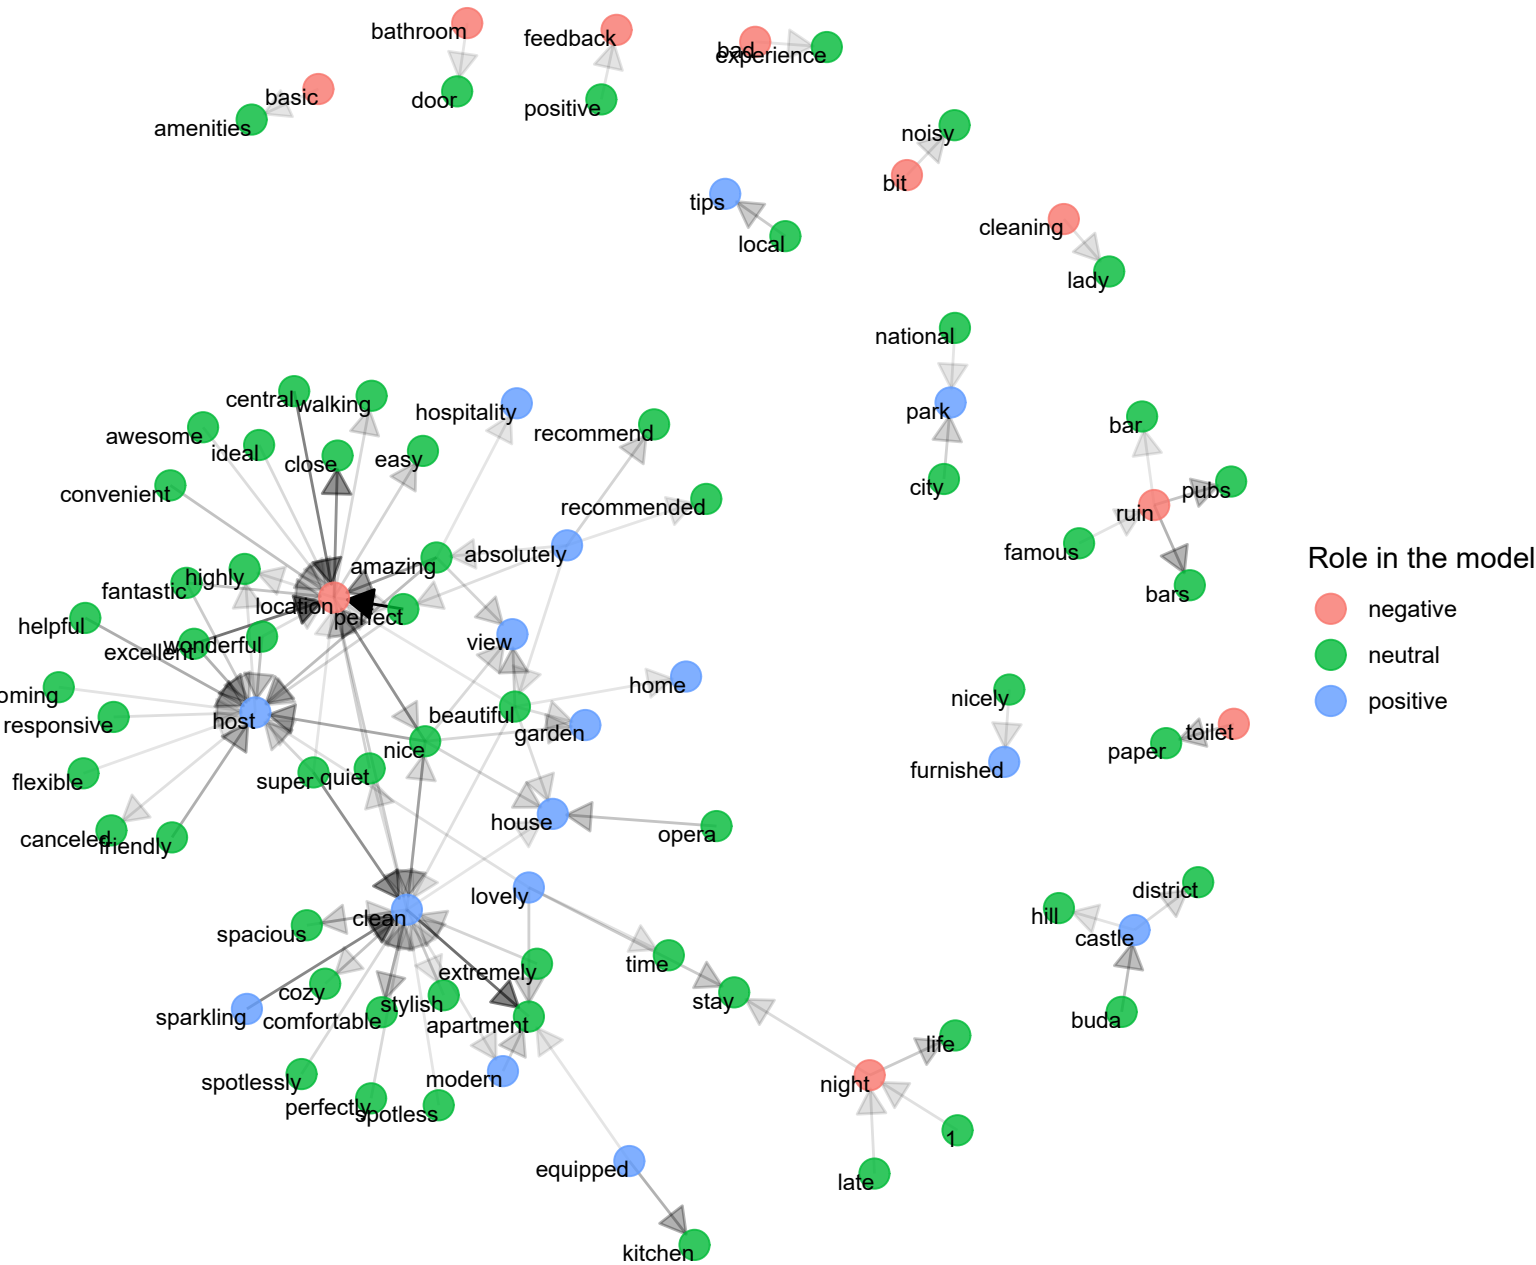 bathroom
feedback
bad
experience
basic
door
positive
amenities
noisy
bit
tips
local
cleaning
lady
national
park
city
central
walking
hospitality
recommend
awesome
ideal
close
easy
convenient
recommended
bar
pubs
ruin
famous
bars
amazing
absolutely
highly
fantastic
location
perfect
helpful
wonderful
excellent
view
oming
responsive
host
home
beautiful
garden
nice
super
quiet
flexible
canceled
friendly
house
opera
nicely
furnished
toilet
paper
Role in the model
negative
neutral
positive
clean
lovely
spacious
extremely
time
stay
cozy
stylish
sparkling
comfortable
apartment
district
hill
castle
buda
spotlessly
modern
perfectly
spotless
life
night
1
late
equipped
kitchen